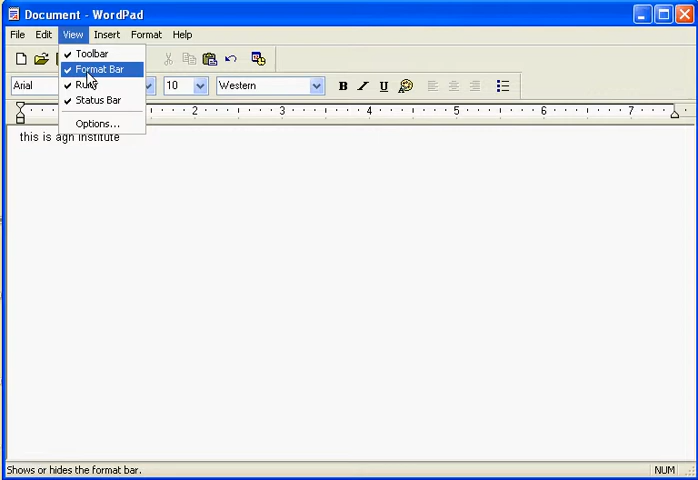 Document - WordPad
File Edit View Insert Format Help
Toolbar
Format Bar
Ruler
Status Bar
Options...
Arial 10 Western B I U
2 3 4 5 6 7
this is agn institute
Shows or hides the format bar. NUM